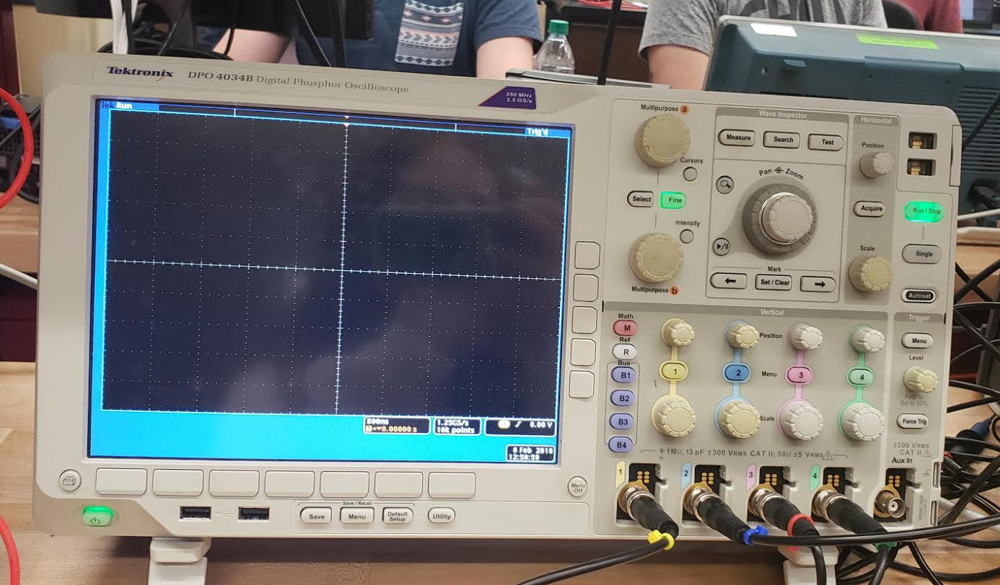 Tektronix DPO 4034B Digital Phosphor Oscilloscope
350 MHz
2.5 GS/s
Tek Run
Trig'd
800ns
0.00000 s
1.25GS/s
10k points
0.00 V
6 Feb 2019
12:50:59
Multipurpose a
Cursors
Select
Fine
Intensity
Multipurpose b
Wave Inspector
Measure
Search
Test
Pan Zoom
Mark
Set / Clear
Horizontal
Position
Acquire
Scale
Run / Stop
Single
Autoset
Vertical
Math
M
Ref
R
Bus
B1
B2
B3
B4
Position
1
2
Menu
3
4
Scale
Trigger
Menu
Level
Push to
Set to 50%
Force Trig
1MΩ, 13 pF ≤300 VRMS CAT II; 50Ω ≤5 VRMS
≤300 VRMS
CAT II
Aux In
1
2
3
4
Menu
Off
Save / Recall
Save
Menu
Default
Setup
Utility